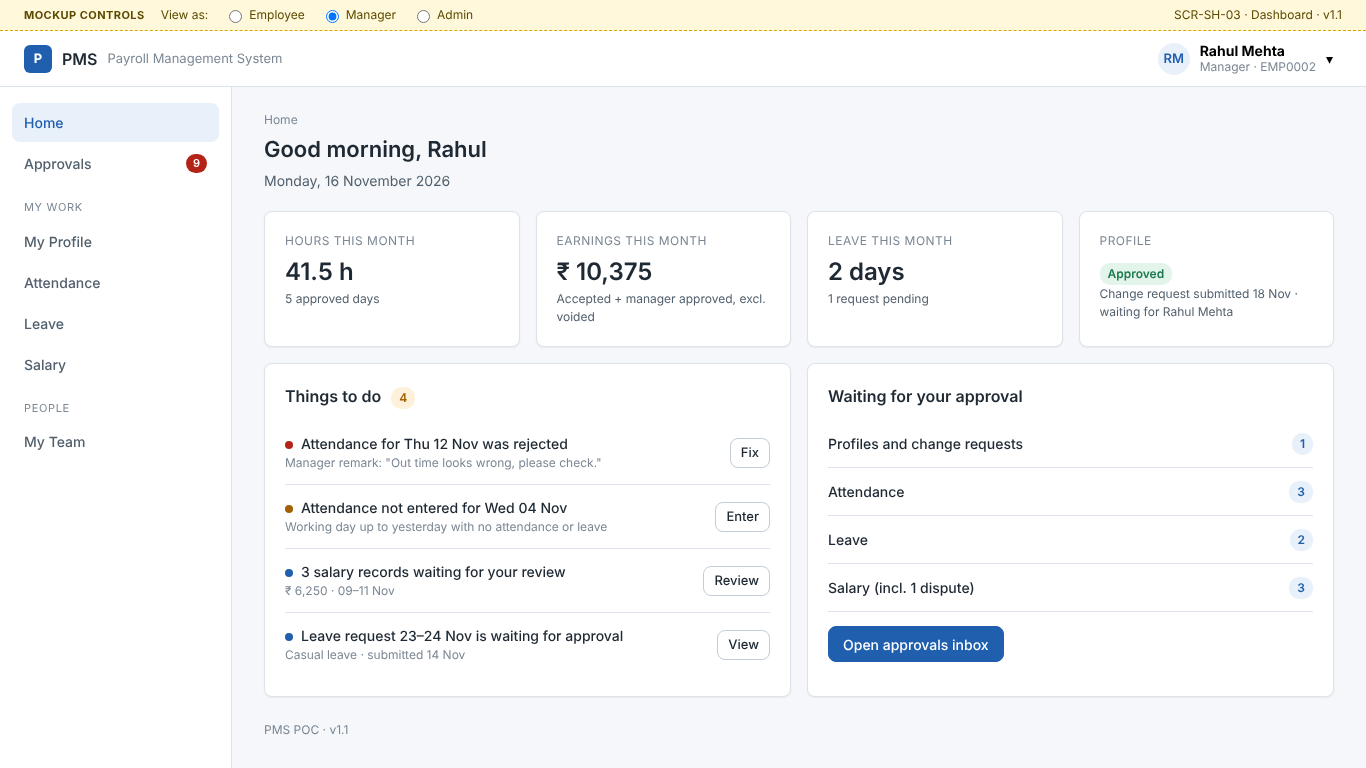 MOCKUP CONTROLS View as: Employee Manager Admin SCR-SH-03 · Dashboard · v1.1
P PMS Payroll Management System
RM Rahul Mehta ▼
Manager · EMP0002
Home
Approvals 9
MY WORK
My Profile
Attendance
Leave
Salary
PEOPLE
My Team
Home
Good morning, Rahul
Monday, 16 November 2026
HOURS THIS MONTH
41.5 h
5 approved days
EARNINGS THIS MONTH
₹ 10,375
Accepted + manager approved, excl.
voided
LEAVE THIS MONTH
2 days
1 request pending
PROFILE
Approved
Change request submitted 18 Nov ·
waiting for Rahul Mehta
Things to do 4
Attendance for Thu 12 Nov was rejected
Manager remark: "Out time looks wrong, please check."
Fix
Attendance not entered for Wed 04 Nov
Working day up to yesterday with no attendance or leave
Enter
3 salary records waiting for your review
₹ 6,250 · 09–11 Nov
Review
Leave request 23–24 Nov is waiting for approval
Casual leave · submitted 14 Nov
View
Waiting for your approval
Profiles and change requests 1
Attendance 3
Leave 2
Salary (incl. 1 dispute) 3
Open approvals inbox
PMS POC · v1.1